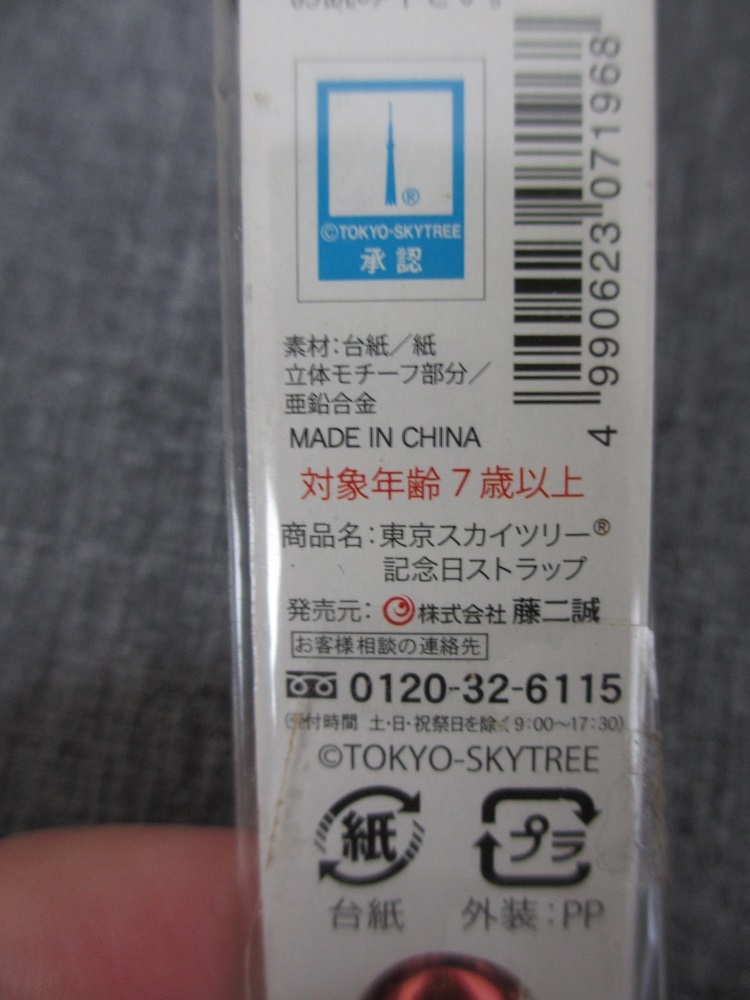 ®
©TOKYO-SKYTREE
承認
4 990623 071968
素材:台紙／紙
立体モチーフ部分／
亜鉛合金
MADE IN CHINA
対象年齢7歳以上
商品名:東京スカイツリー®
記念日ストラップ
発売元: 株式会社 藤二誠
お客様相談の連絡先
0120-32-6115
(受付時間 土・日・祝祭日を除く9:00〜17:30)
©TOKYO-SKYTREE
紙 プラ
台紙 外装:PP